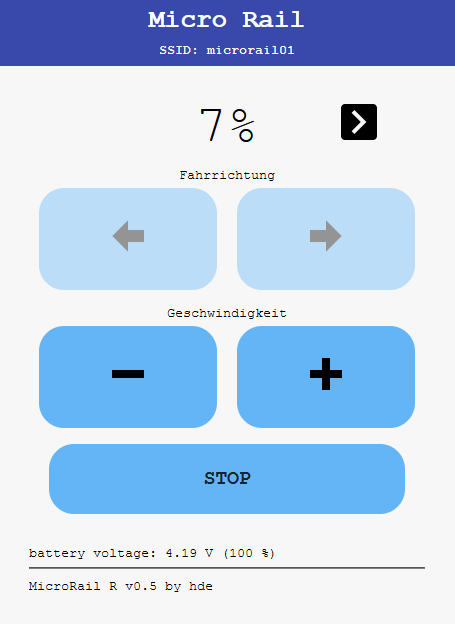 Micro Rail
SSID: microrail01
7%
Fahrrichtung
Geschwindigkeit
STOP
battery voltage: 4.19 V (100 %)
MicroRail R v0.5 by hde